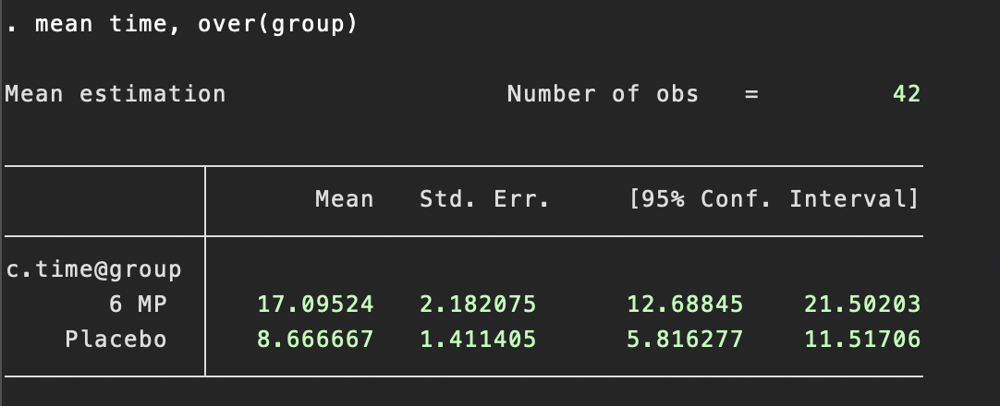 . mean time, over(group)
Mean estimation Number of obs = 42
Mean Std. Err. [95% Conf. Interval]
c.time@group
6 MP 17.09524 2.182075 12.68845 21.50203
Placebo 8.666667 1.411405 5.816277 11.51706